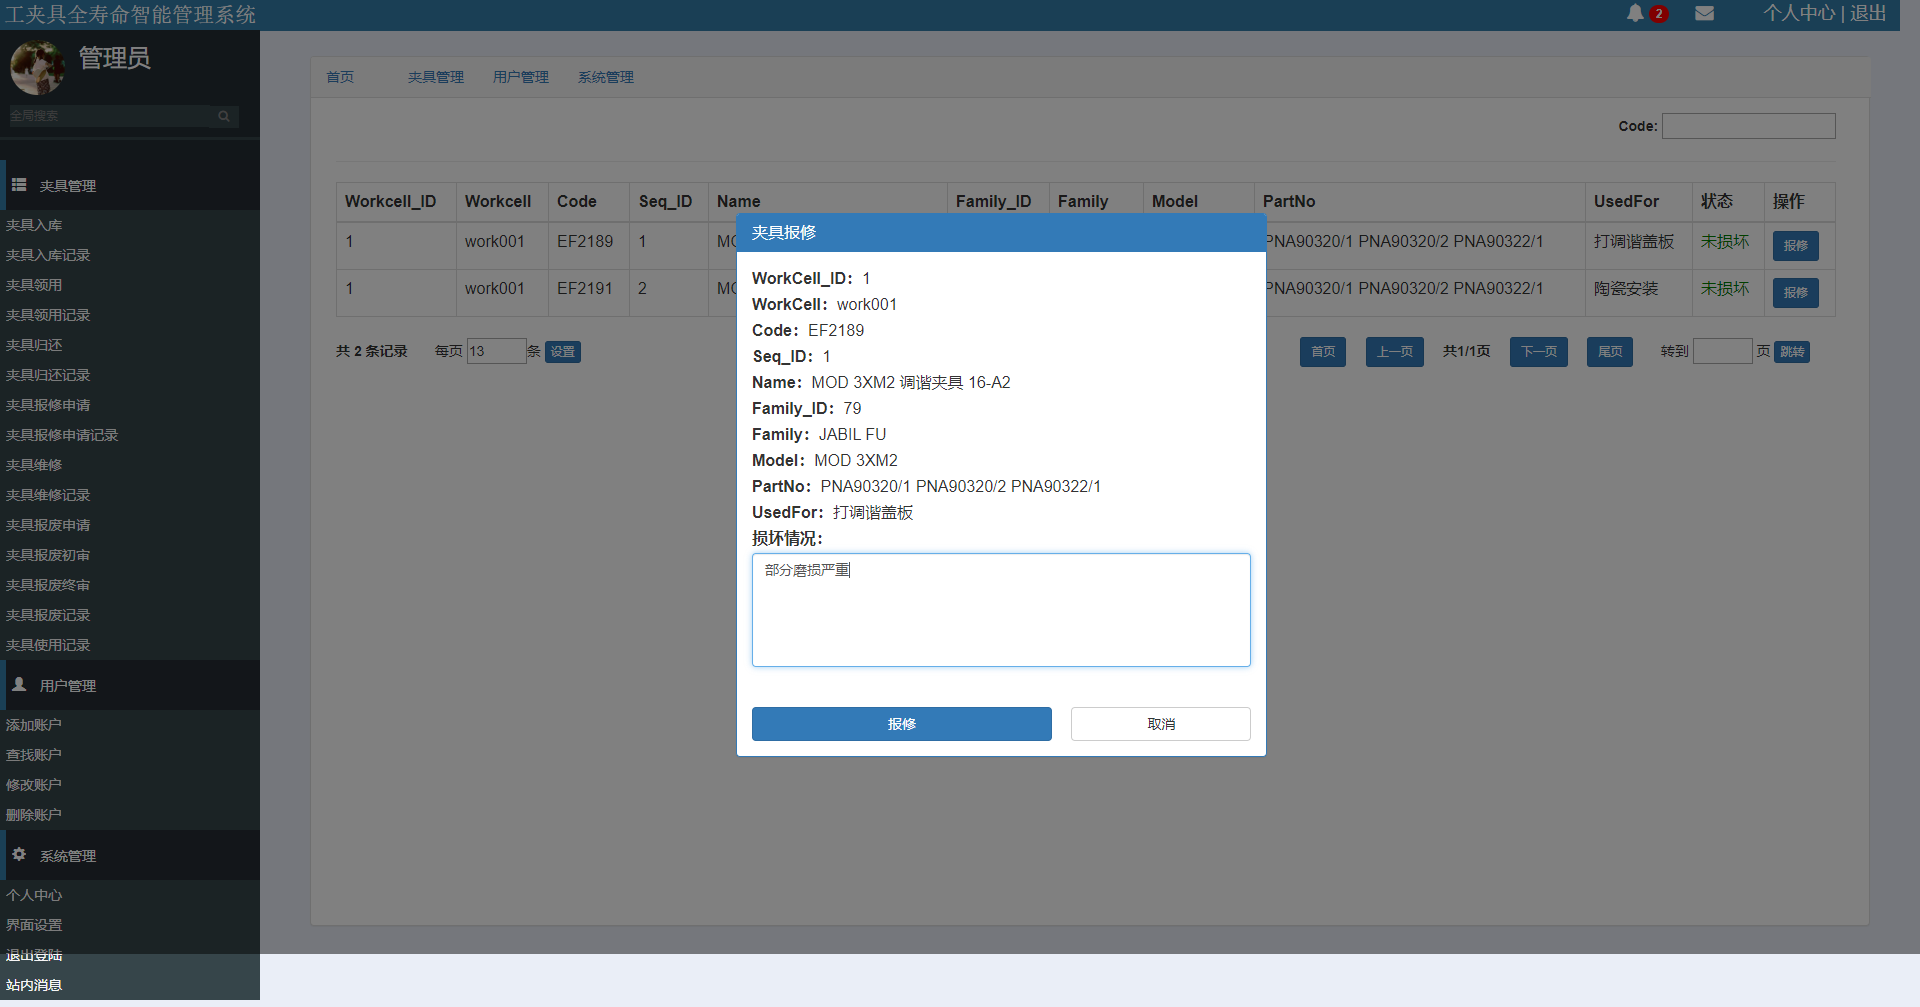 工夹具全寿命智能管理系统
2
个人中心 | 退出
管理员
全局搜索
夹具管理
夹具入库
夹具入库记录
夹具领用
夹具领用记录
夹具归还
夹具归还记录
夹具报修申请
夹具报修申请记录
夹具维修
夹具维修记录
夹具报废申请
夹具报废初审
夹具报废终审
夹具报废记录
夹具使用记录
用户管理
添加账户
查找账户
修改账户
删除账户
系统管理
个人中心
界面设置
退出登陆
站内消息
首页 夹具管理 用户管理 系统管理
Code:
Workcell_ID Workcell Code Seq_ID Name Family_ID Family Model PartNo UsedFor 状态 操作
1 work001 EF2189 1 PNA90320/1 PNA90320/2 PNA90322/1 打调谐盖板 未损坏 报修
1 work001 EF2191 2 PNA90320/1 PNA90320/2 PNA90322/1 陶瓷安装 未损坏 报修
共 2 条记录 每页 13 条 设置 首页 上一页 共1/1页 下一页 尾页 转到 页 跳转
夹具报修
WorkCell_ID： 1
WorkCell： work001
Code： EF2189
Seq_ID： 1
Name： MOD 3XM2 调谐夹具 16-A2
Family_ID： 79
Family： JABIL FU
Model： MOD 3XM2
PartNo： PNA90320/1 PNA90320/2 PNA90322/1
UsedFor： 打调谐盖板
损坏情况：
部分磨损严重
报修 取消